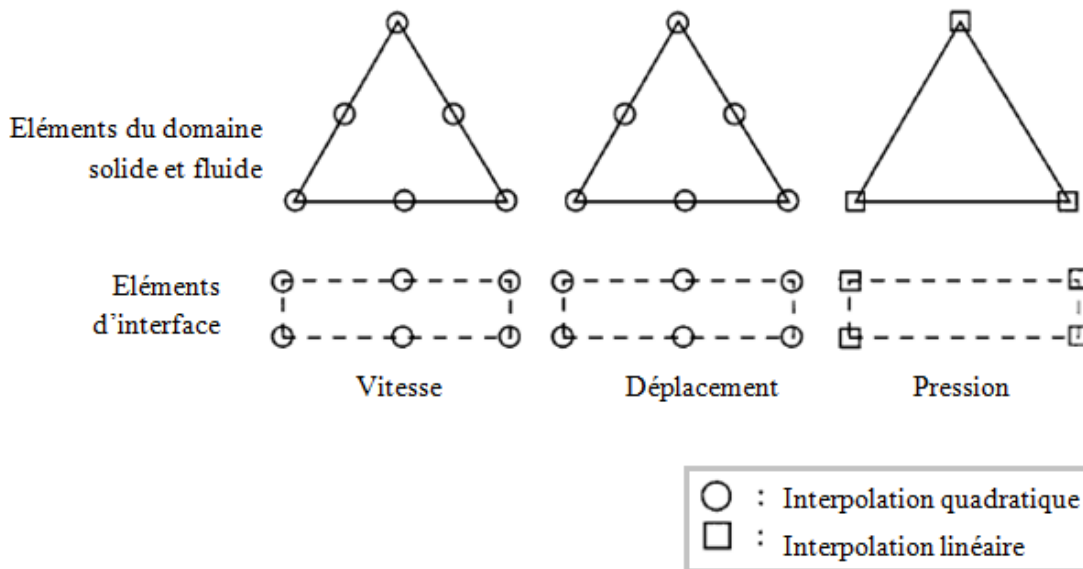 Eléments du domaine
solide et fluide
Eléments
d'interface
Vitesse
Déplacement
Pression
: Interpolation quadratique
: Interpolation linéaire